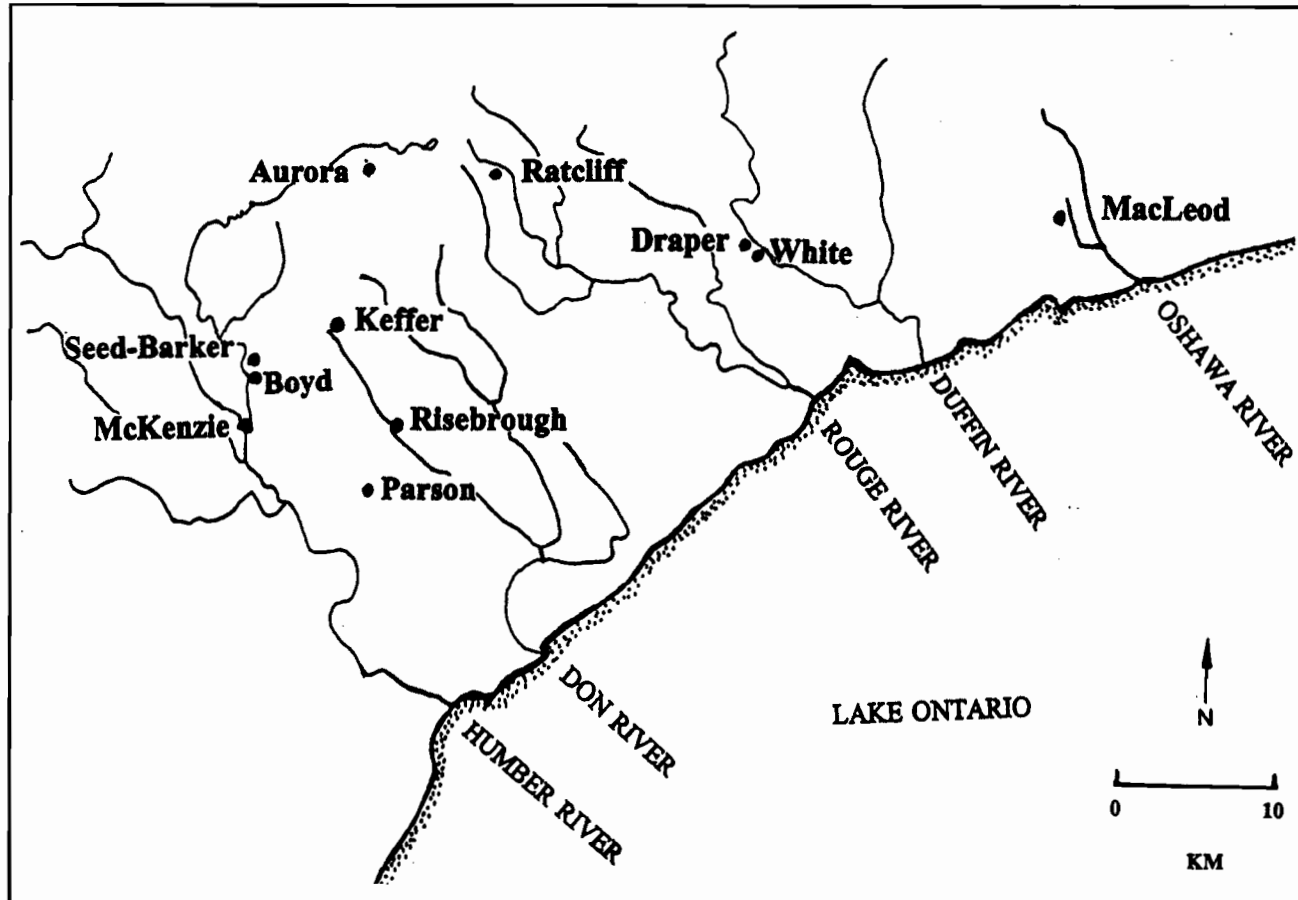 Aurora
Ratcliff
MacLeod
Draper
White
Keffer
Seed-Barker
Boyd
McKenzie
Risebrough
Parson
OSHAWA RIVER
DUFFIN RIVER
ROUGE RIVER
DON RIVER
HUMBER RIVER
LAKE ONTARIO
N
0 10
KM